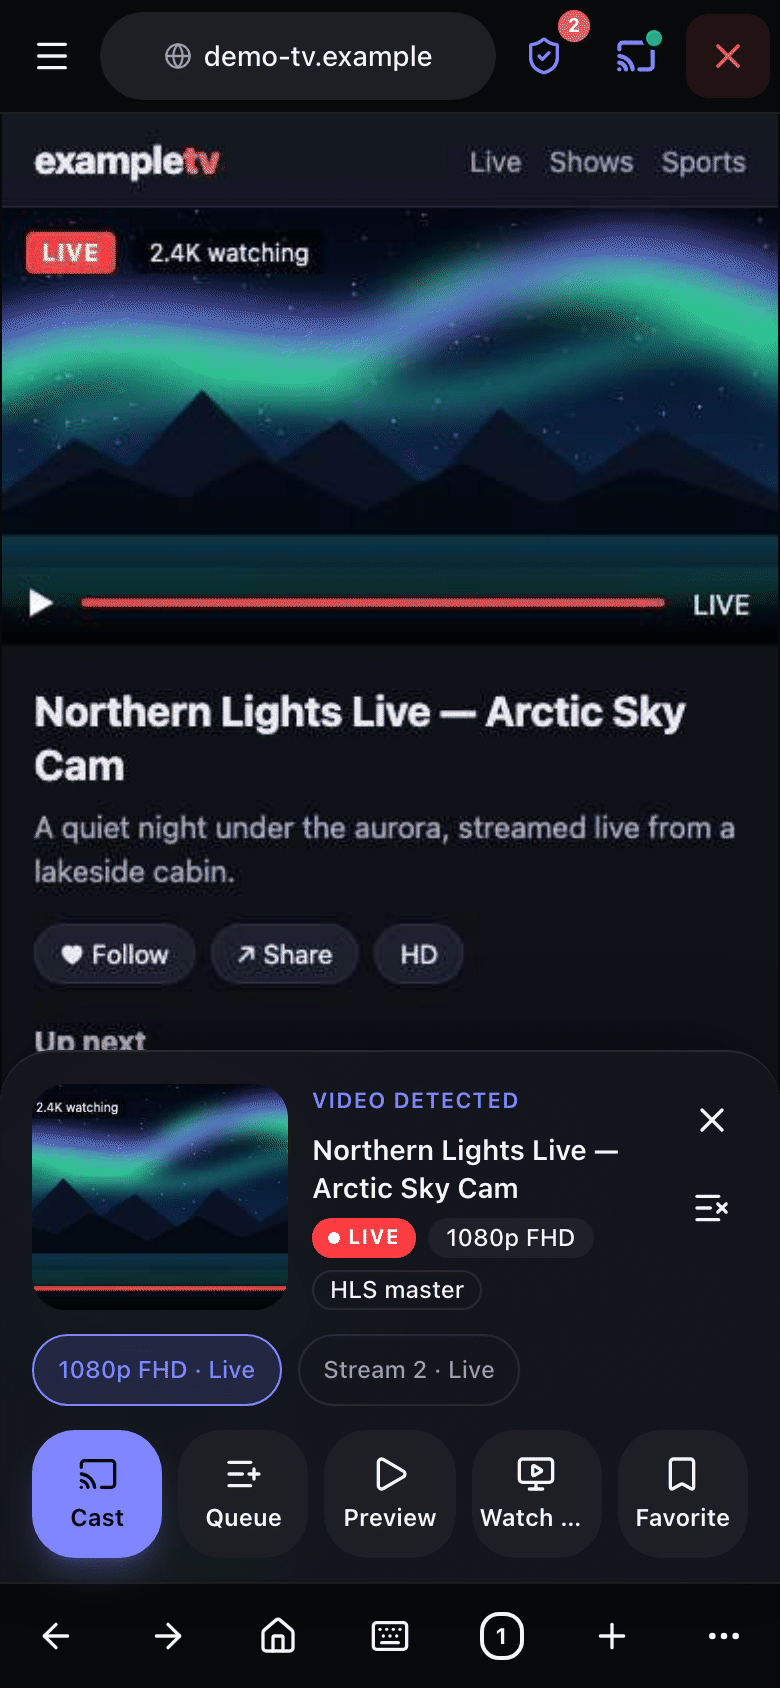 demo-tv.example
2
exampletv
Live Shows Sports
LIVE 2.4K watching
LIVE
Northern Lights Live — Arctic Sky
Cam
A quiet night under the aurora, streamed live from a
lakeside cabin.
Follow
Share
HD
Up next
2.4K watching
VIDEO DETECTED
Northern Lights Live —
Arctic Sky Cam
LIVE
1080p FHD
HLS master
1080p FHD · Live
Stream 2 · Live
Cast
Queue
Preview
Watch ...
Favorite
1